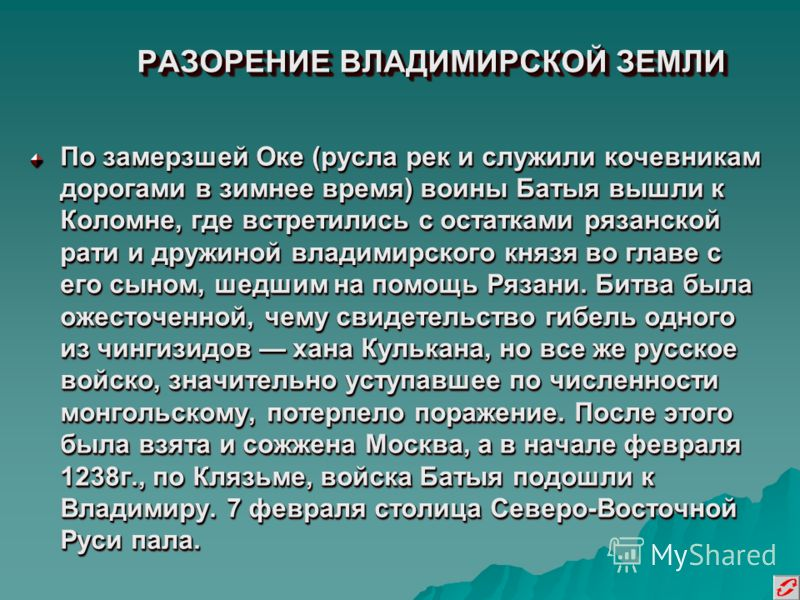 РАЗОРЕНИЕ ВЛАДИМИРСКОЙ ЗЕМЛИ
По замерзшей Оке (русла рек и служили кочевникам
дорогами в зимнее время) воины Батыя вышли к
Коломне, где встретились с остатками рязанской
рати и дружиной владимирского князя во главе с
его сыном, шедшим на помощь Рязани. Битва была
ожесточенной, чему свидетельство гибель одного
из чингизидов — хана Кулькана, но все же русское
войско, значительно уступавшее по численности
монгольскому, потерпело поражение. После этого
была взята и сожжена Москва, а в начале февраля
1238г., по Клязьме, войска Батыя подошли к
Владимиру. 7 февраля столица Северо-Восточной
Руси пала.
MyShared